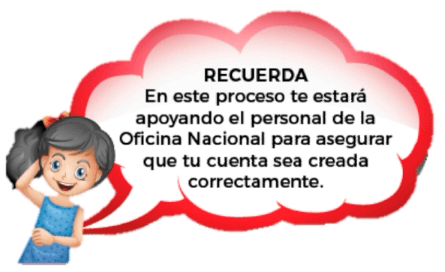 RECUERDA
En este proceso te estará
apoyando el personal de la
Oficina Nacional para asegurar
que tu cuenta sea creada
correctamente.